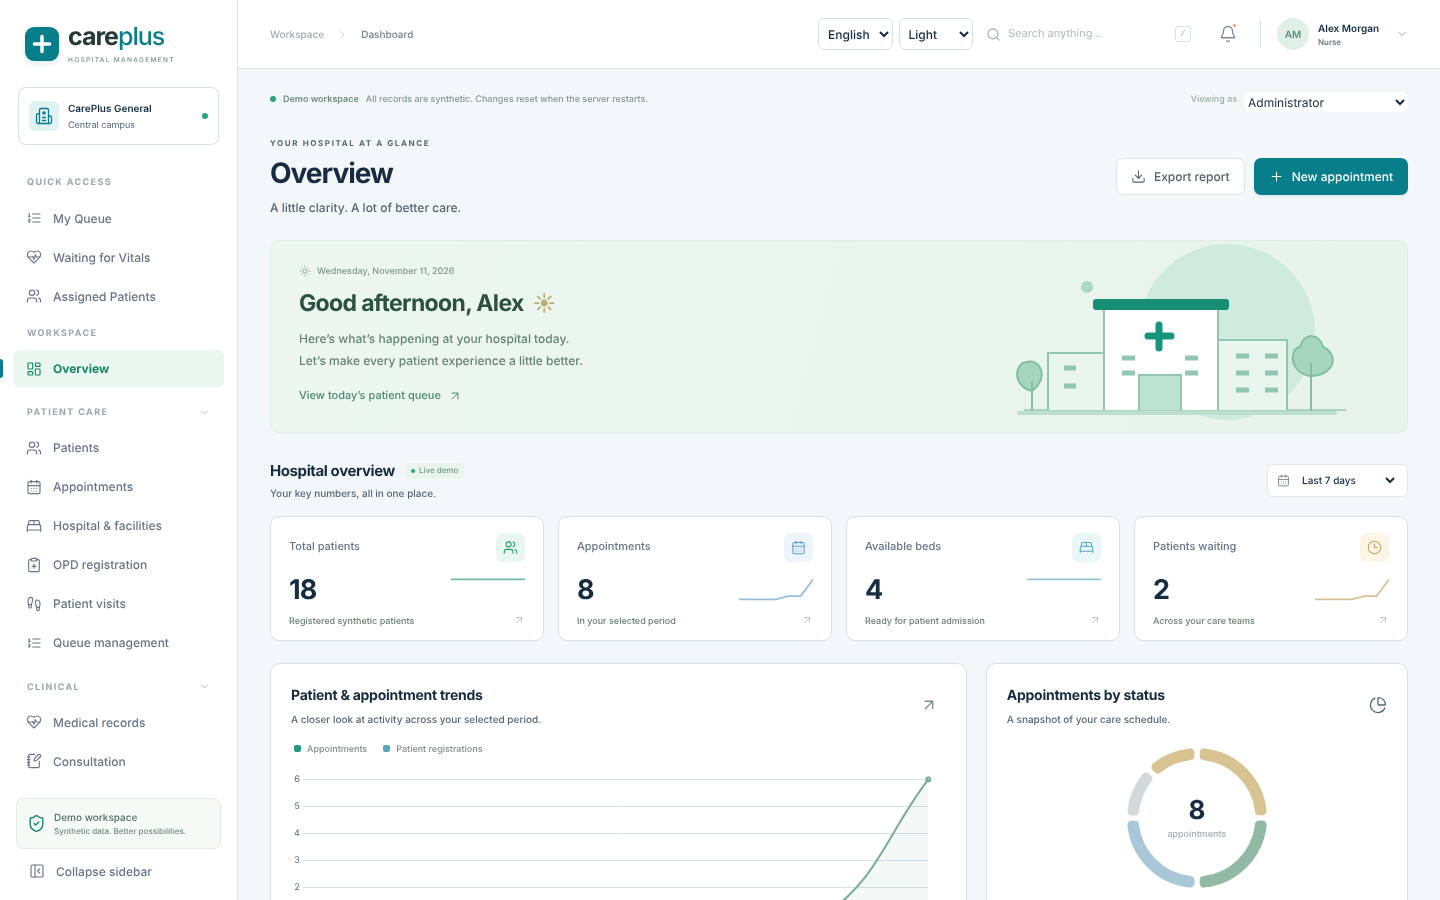 careplus
HOSPITAL MANAGEMENT
CarePlus General
Central campus
QUICK ACCESS
My Queue
Waiting for Vitals
Assigned Patients
WORKSPACE
Overview
PATIENT CARE
Patients
Appointments
Hospital & facilities
OPD registration
Patient visits
Queue management
CLINICAL
Medical records
Consultation
Demo workspace
Synthetic data. Better possibilities.
Collapse sidebar
Workspace
Dashboard
English
Light
Search anything...
/
AM
Alex Morgan
Nurse
Demo workspace All records are synthetic. Changes reset when the server restarts.
Viewing as
Administrator
YOUR HOSPITAL AT A GLANCE
Overview
A little clarity. A lot of better care.
Export report
New appointment
Wednesday, November 11, 2026
Good afternoon, Alex
Here's what's happening at your hospital today.
Let's make every patient experience a little better.
View today's patient queue
Hospital overview
Live demo
Your key numbers, all in one place.
Last 7 days
Total patients
18
Registered synthetic patients
Appointments
8
In your selected period
Available beds
4
Ready for patient admission
Patients waiting
2
Across your care teams
Patient & appointment trends
A closer look at activity across your selected period.
Appointments
Patient registrations
6
5
4
3
2
Appointments by status
A snapshot of your care schedule.
8
appointments